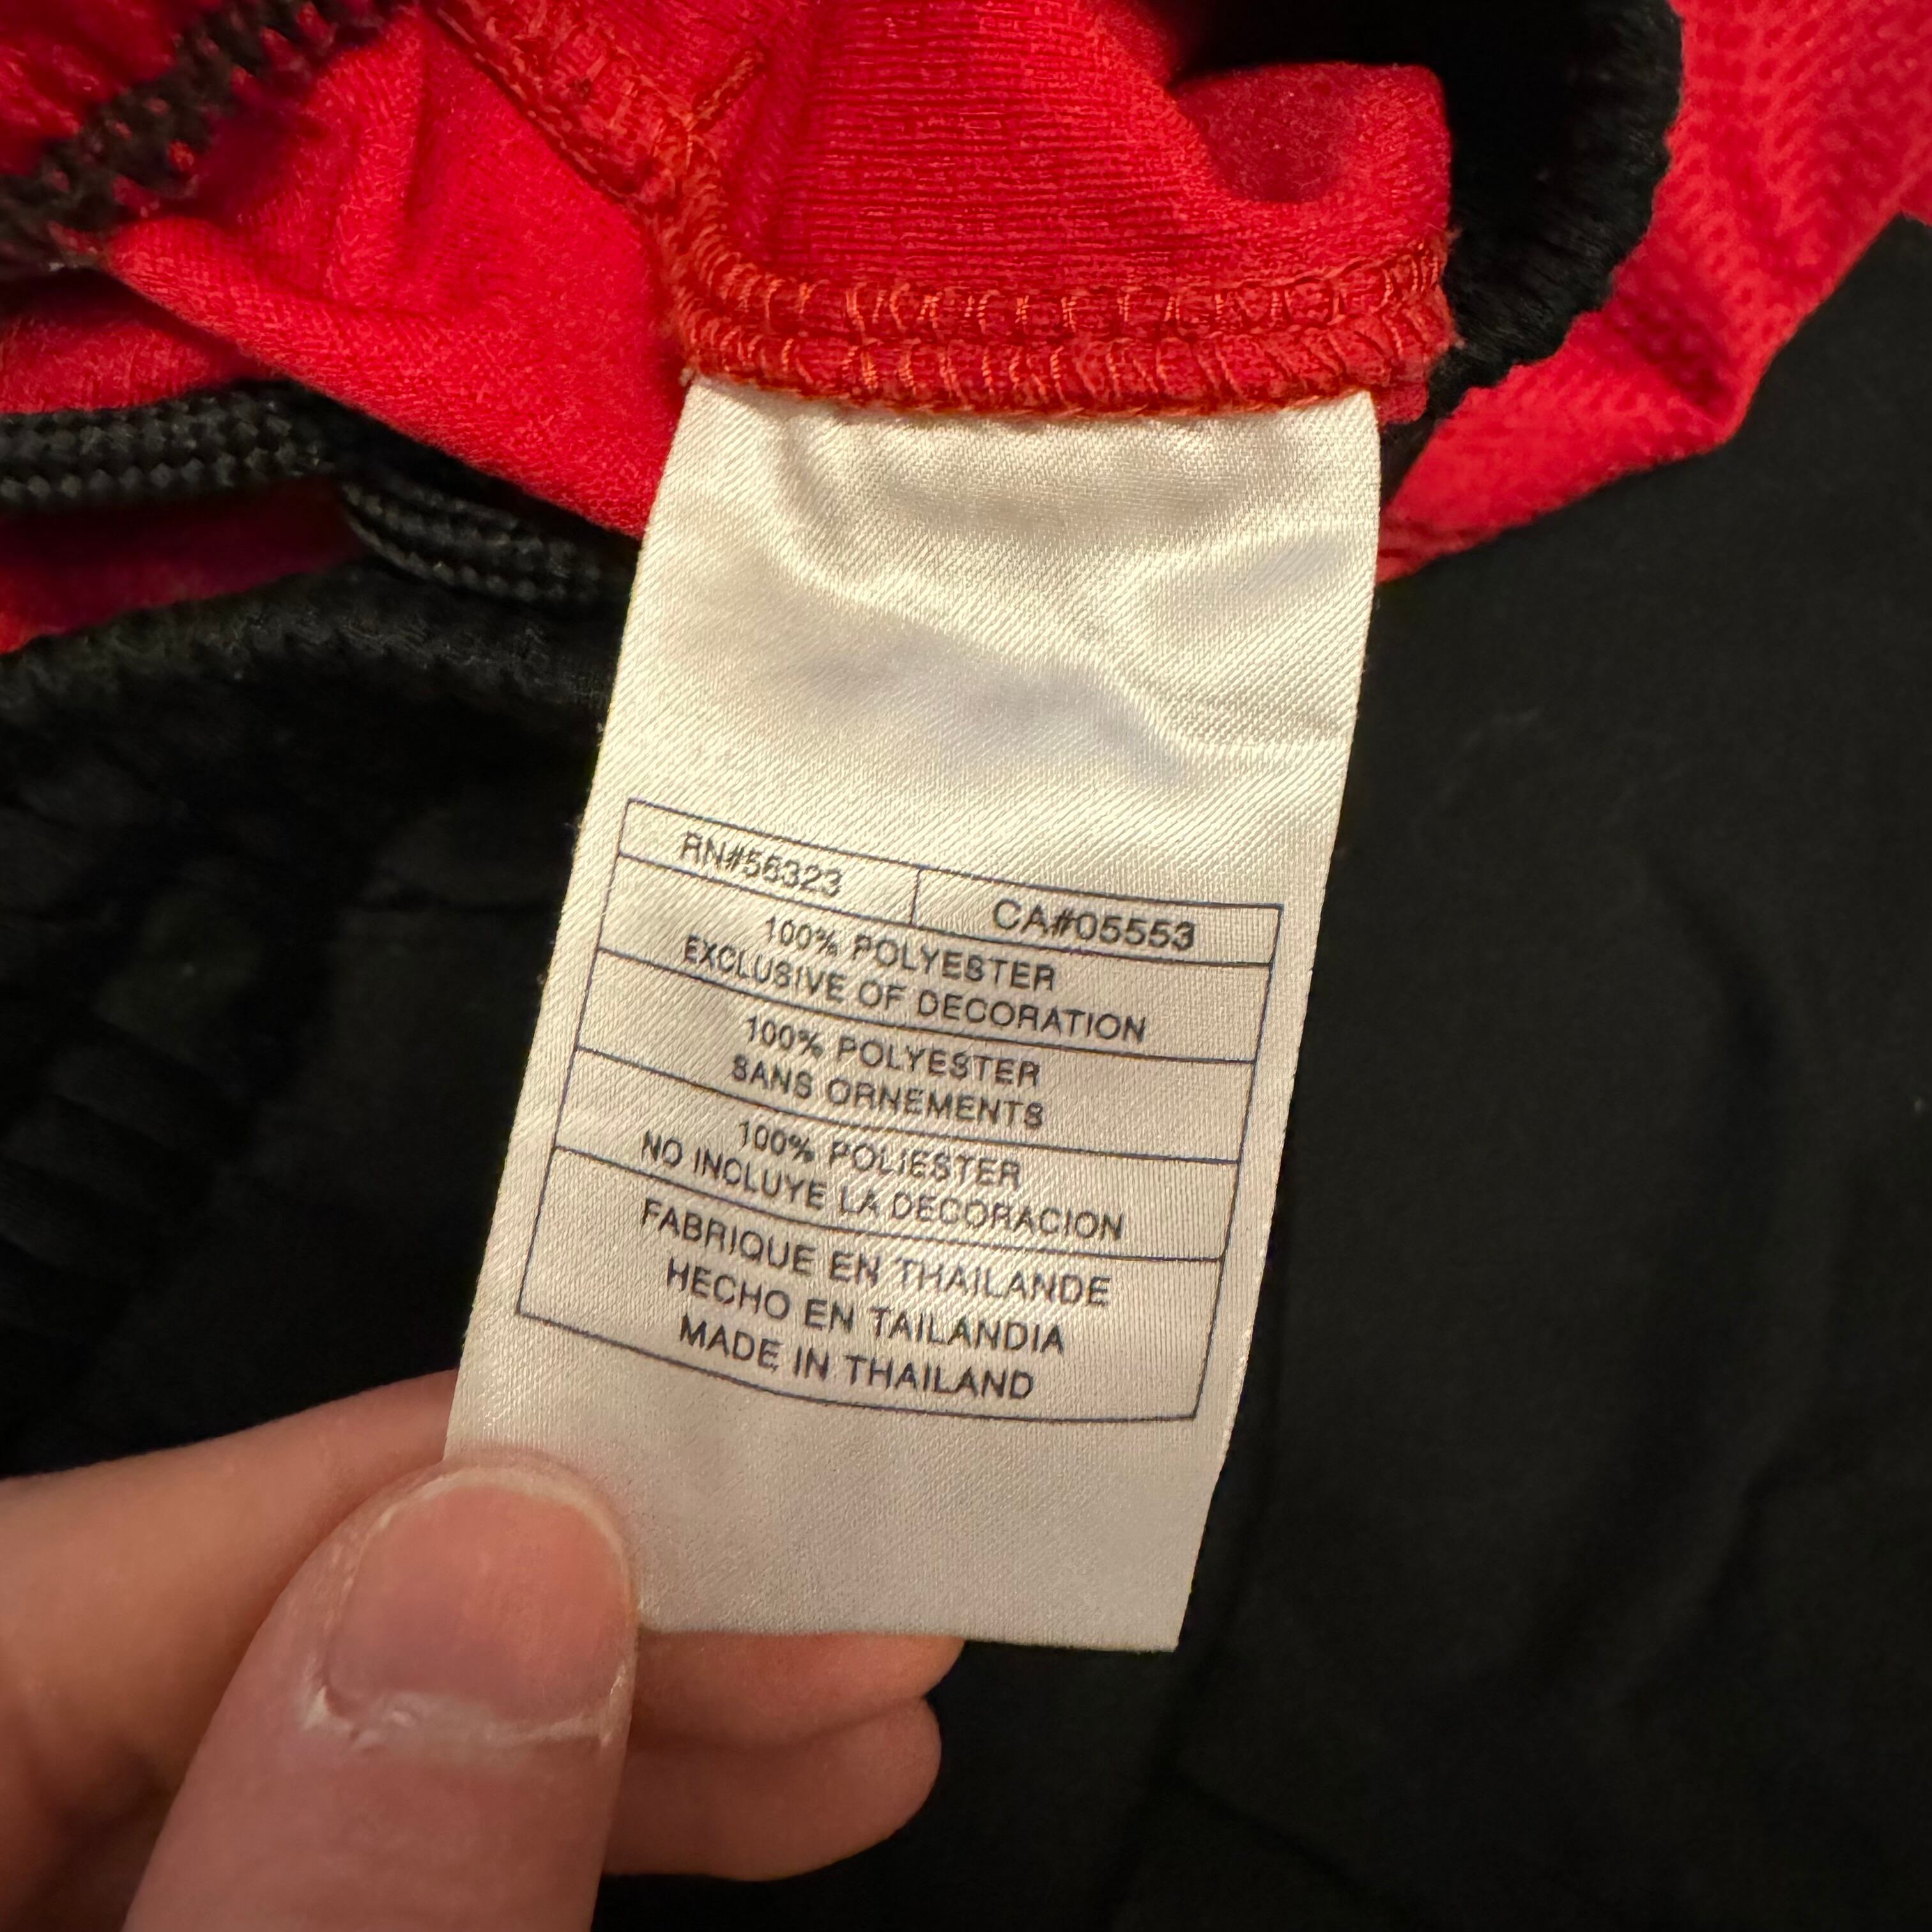 RN#56323 CA#05553
100% POLYESTER
EXCLUSIVE OF DECORATION
100% POLYESTER
SANS ORNEMENTS
100% POLIESTER
NO INCLUYE LA DECORACION
FABRIQUE EN THAILANDE
HECHO EN TAILANDIA
MADE IN THAILAND